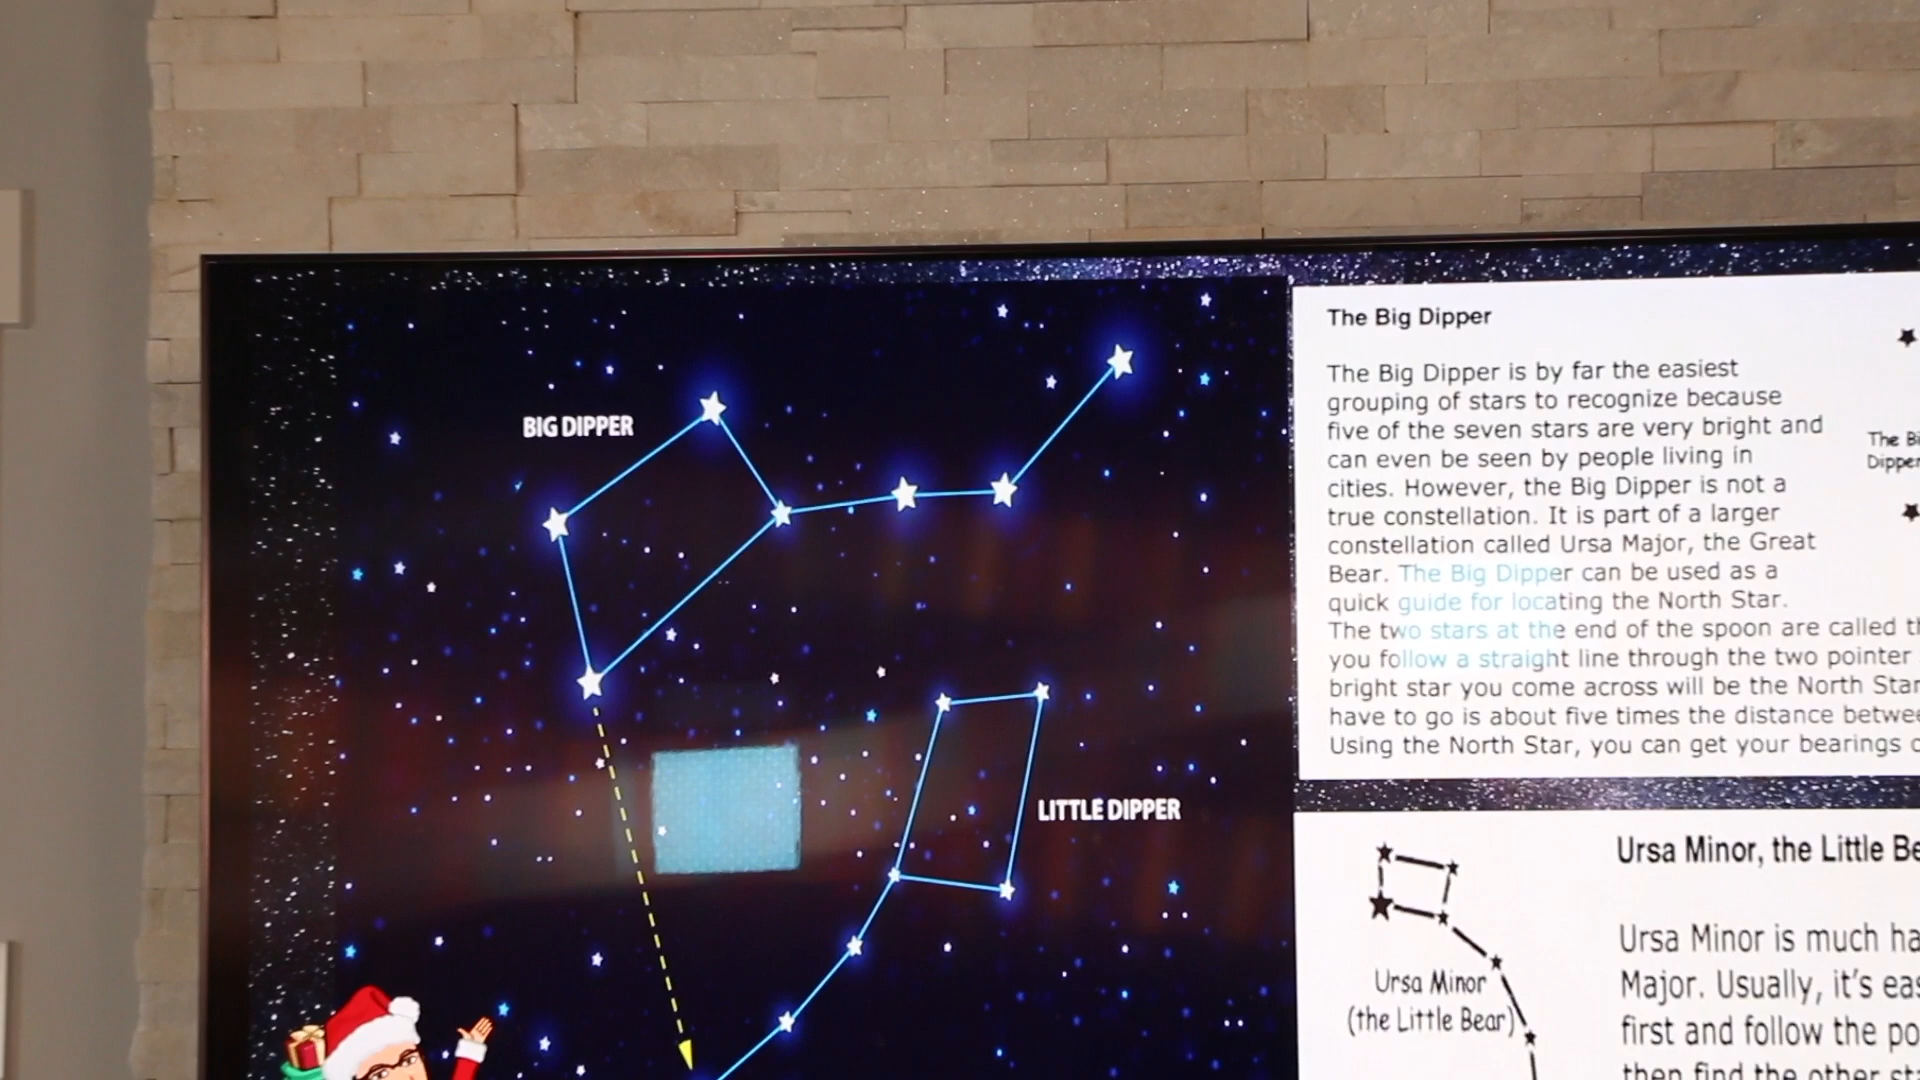 BIG DIPPER
LITTLE DIPPER
The Big Dipper
The Big Dipper is by far the easiest
grouping of stars to recognize because
five of the seven stars are very bright and
can even be seen by people living in
cities. However, the Big Dipper is not a
true constellation. It is part of a larger
constellation called Ursa Major, the Great
Bear. The Big Dipper can be used as a
quick guide for locating the North Star.
The two stars at the end of the spoon are called
you follow a straight line through the two pointer
bright star you come across will be the North Star
have to go is about five times the distance
Using the North Star, you can get your bearings
The
Dipper
Ursa Minor, the Little
Ursa Minor is much
Major. Usually, it's
first and follow the
then find the other
Ursa Minor
(the Little Bear)